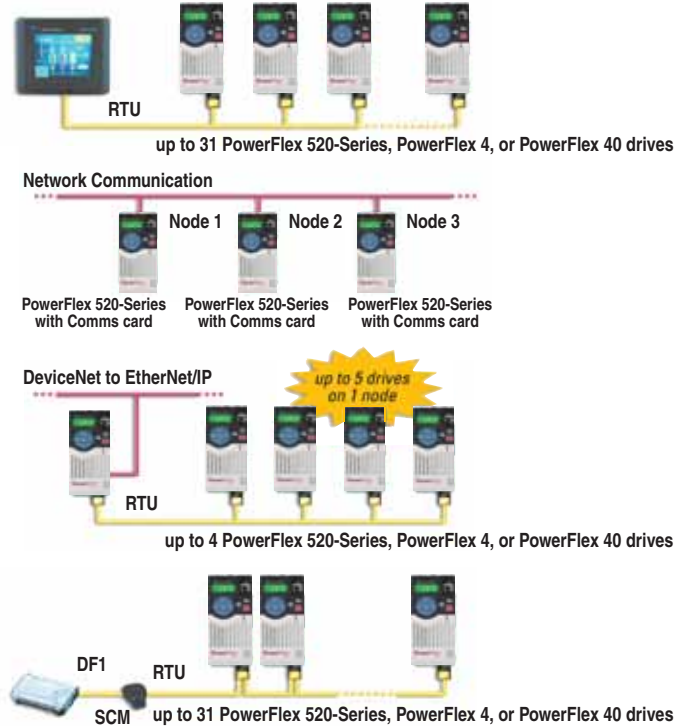 RTU
up to 31 PowerFlex 520-Series, PowerFlex 4, or PowerFlex 40 drives
Network Communication
Node 1 Node 2 Node 3
PowerFlex 520-Series PowerFlex 520-Series PowerFlex 520-Series
with Comms card with Comms card with Comms card
DeviceNet to EtherNet/IP
up to 5 drives
on 1 node
RTU
up to 4 PowerFlex 520-Series, PowerFlex 4, or PowerFlex 40 drives
DF1 RTU
SCM up to 31 PowerFlex 520-Series, PowerFlex 4, or PowerFlex 40 drives